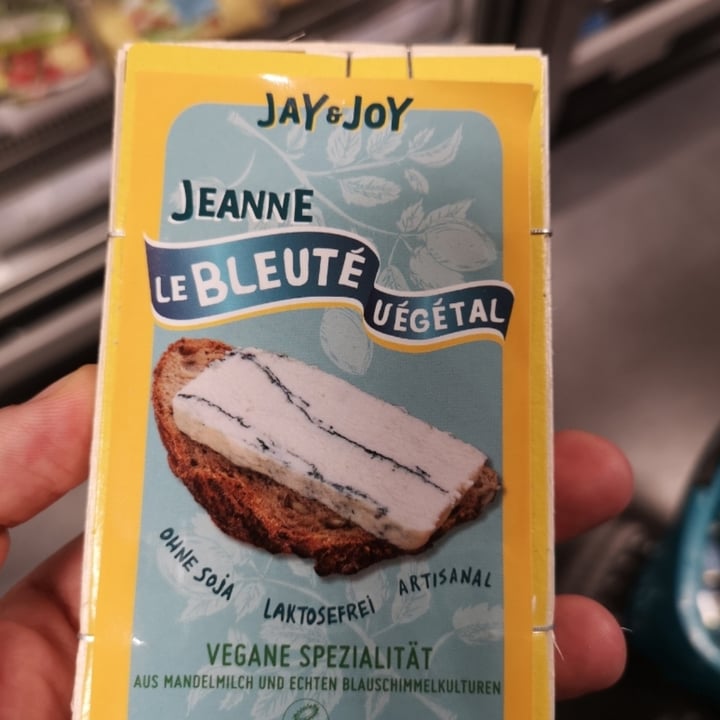 JAY & JOY
JEANNE
LE BLEUTÉ
VÉGÉTAL
OHNE SOJA
LAKTOSEFREI
ARTISANAL
VEGANE SPEZIALITÄT
AUS MANDELMILCH UND ECHTEN BLAUSCHIMMELKULTUREN